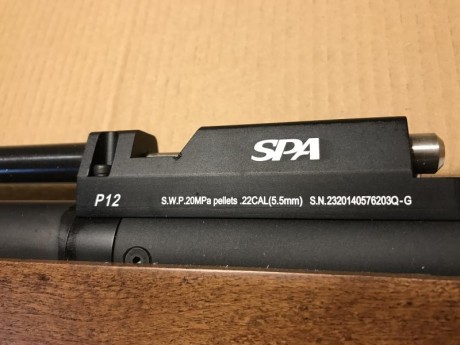 SPA
P12 S.W.P.20MPa pellets .22CAL(5.5mm) S.N.2320140576203Q-G